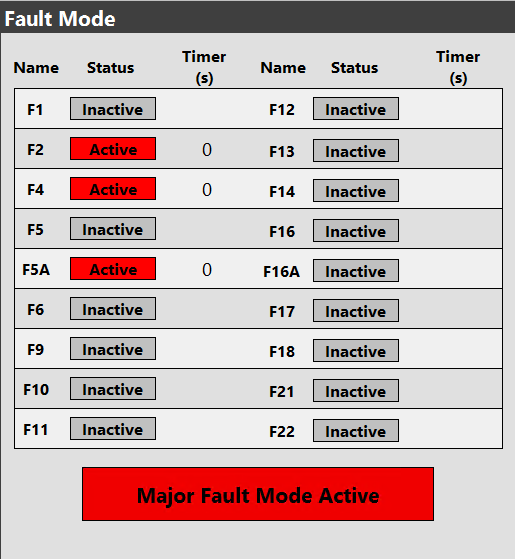 Fault Mode
Name Status Timer (s) Name Status Timer (s)
F1 Inactive F12 Inactive
F2 Active 0 F13 Inactive
F4 Active 0 F14 Inactive
F5 Inactive F16 Inactive
F5A Active 0 F16A Inactive
F6 Inactive F17 Inactive
F9 Inactive F18 Inactive
F10 Inactive F21 Inactive
F11 Inactive F22 Inactive
Major Fault Mode Active